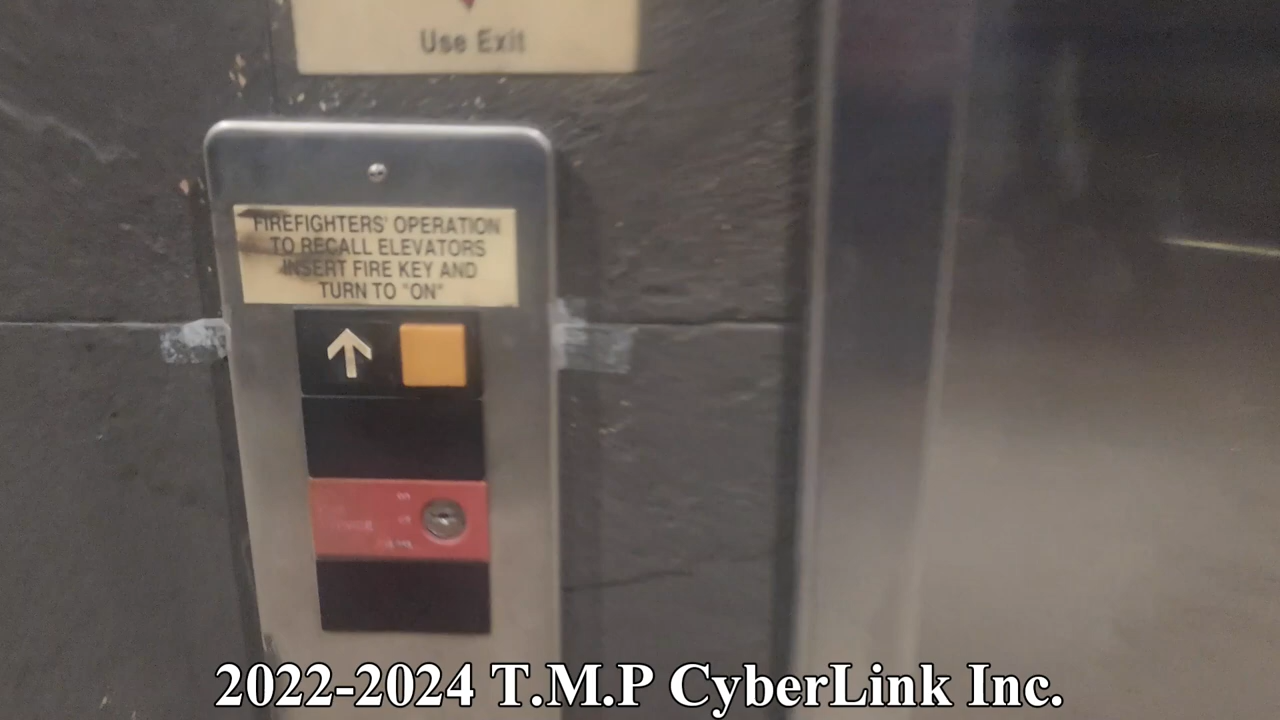 Use Exit
FIREFIGHTERS' OPERATION
TO RECALL ELEVATORS
INSERT FIRE KEY AND
TURN TO "ON"
2022-2024 T.M.P CyberLink Inc.